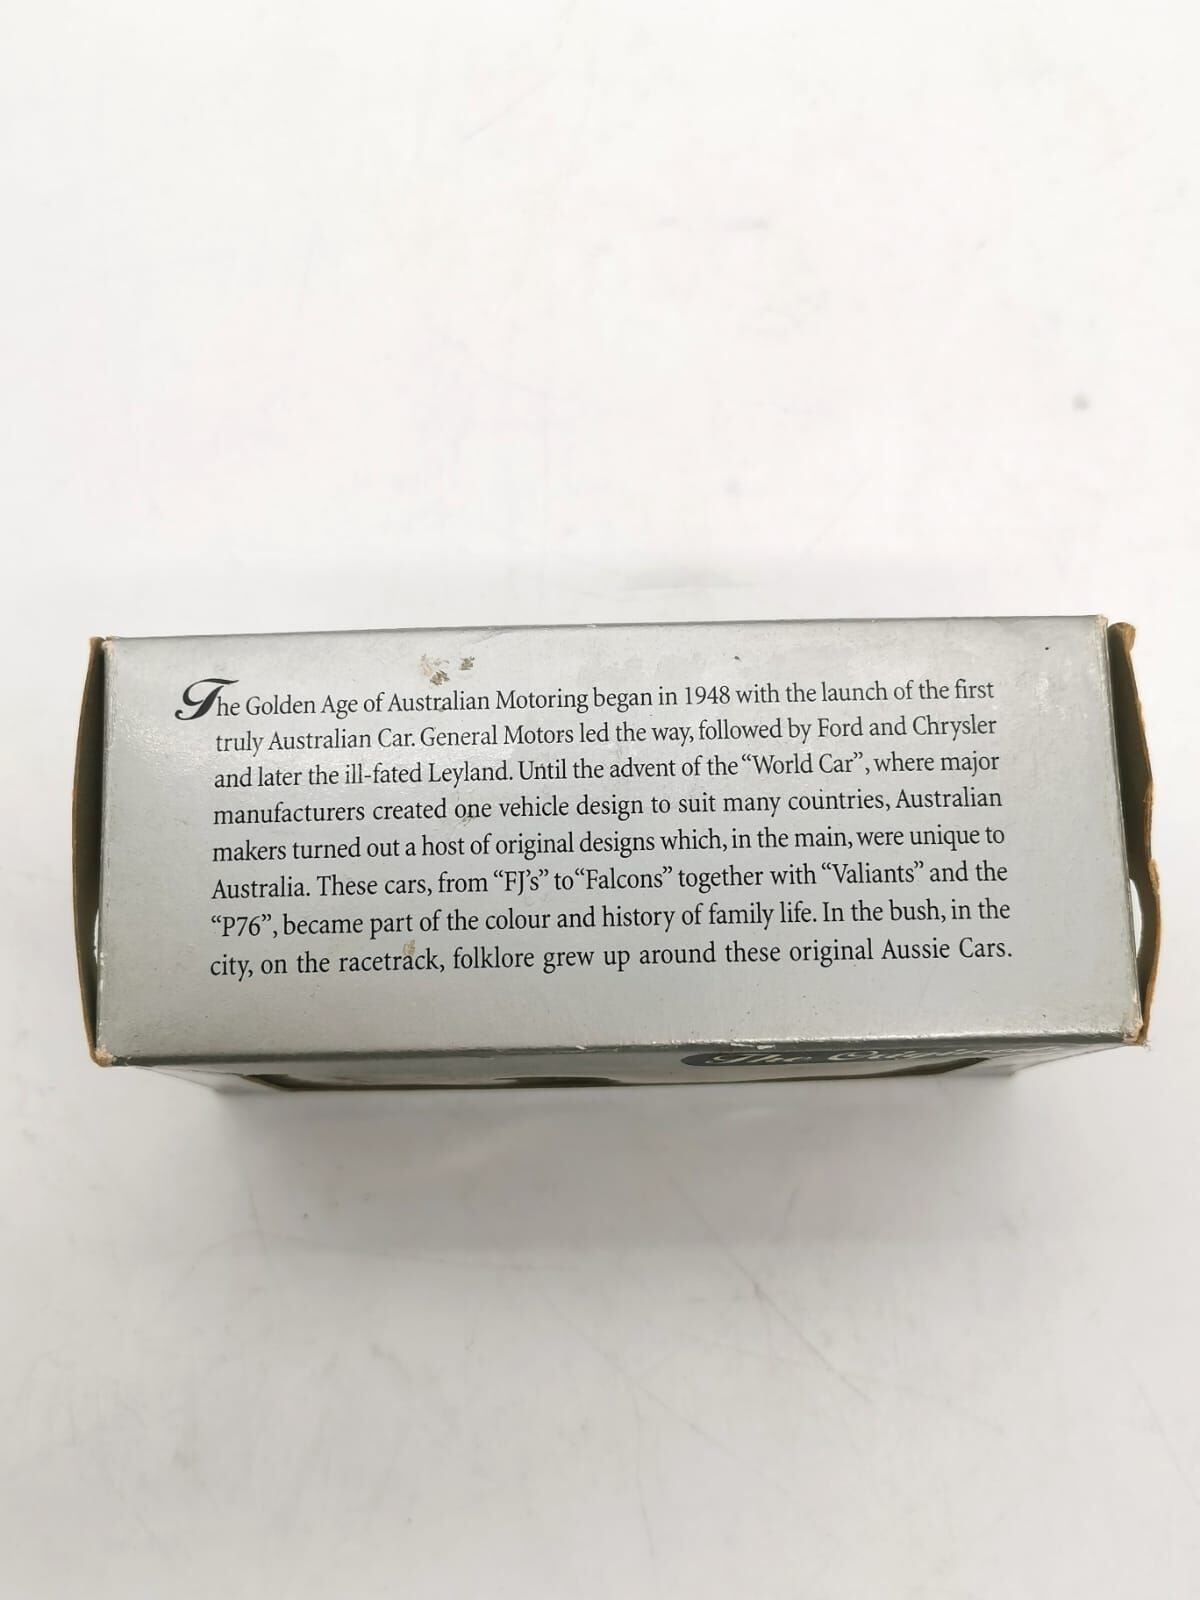 The Golden Age of Australian Motoring began in 1948 with the launch of the first
truly Australian Car. General Motors led the way, followed by Ford and Chrysler
and later the ill-fated Leyland. Until the advent of the “World Car”, where major
manufacturers created one vehicle design to suit many countries, Australian
makers turned out a host of original designs which, in the main, were unique to
Australia. These cars, from “FJ’s” to “Falcons” together with “Valiants” and the
“P76”, became part of the colour and history of family life. In the bush, in the
city, on the racetrack, folklore grew up around these original Aussie Cars.
The